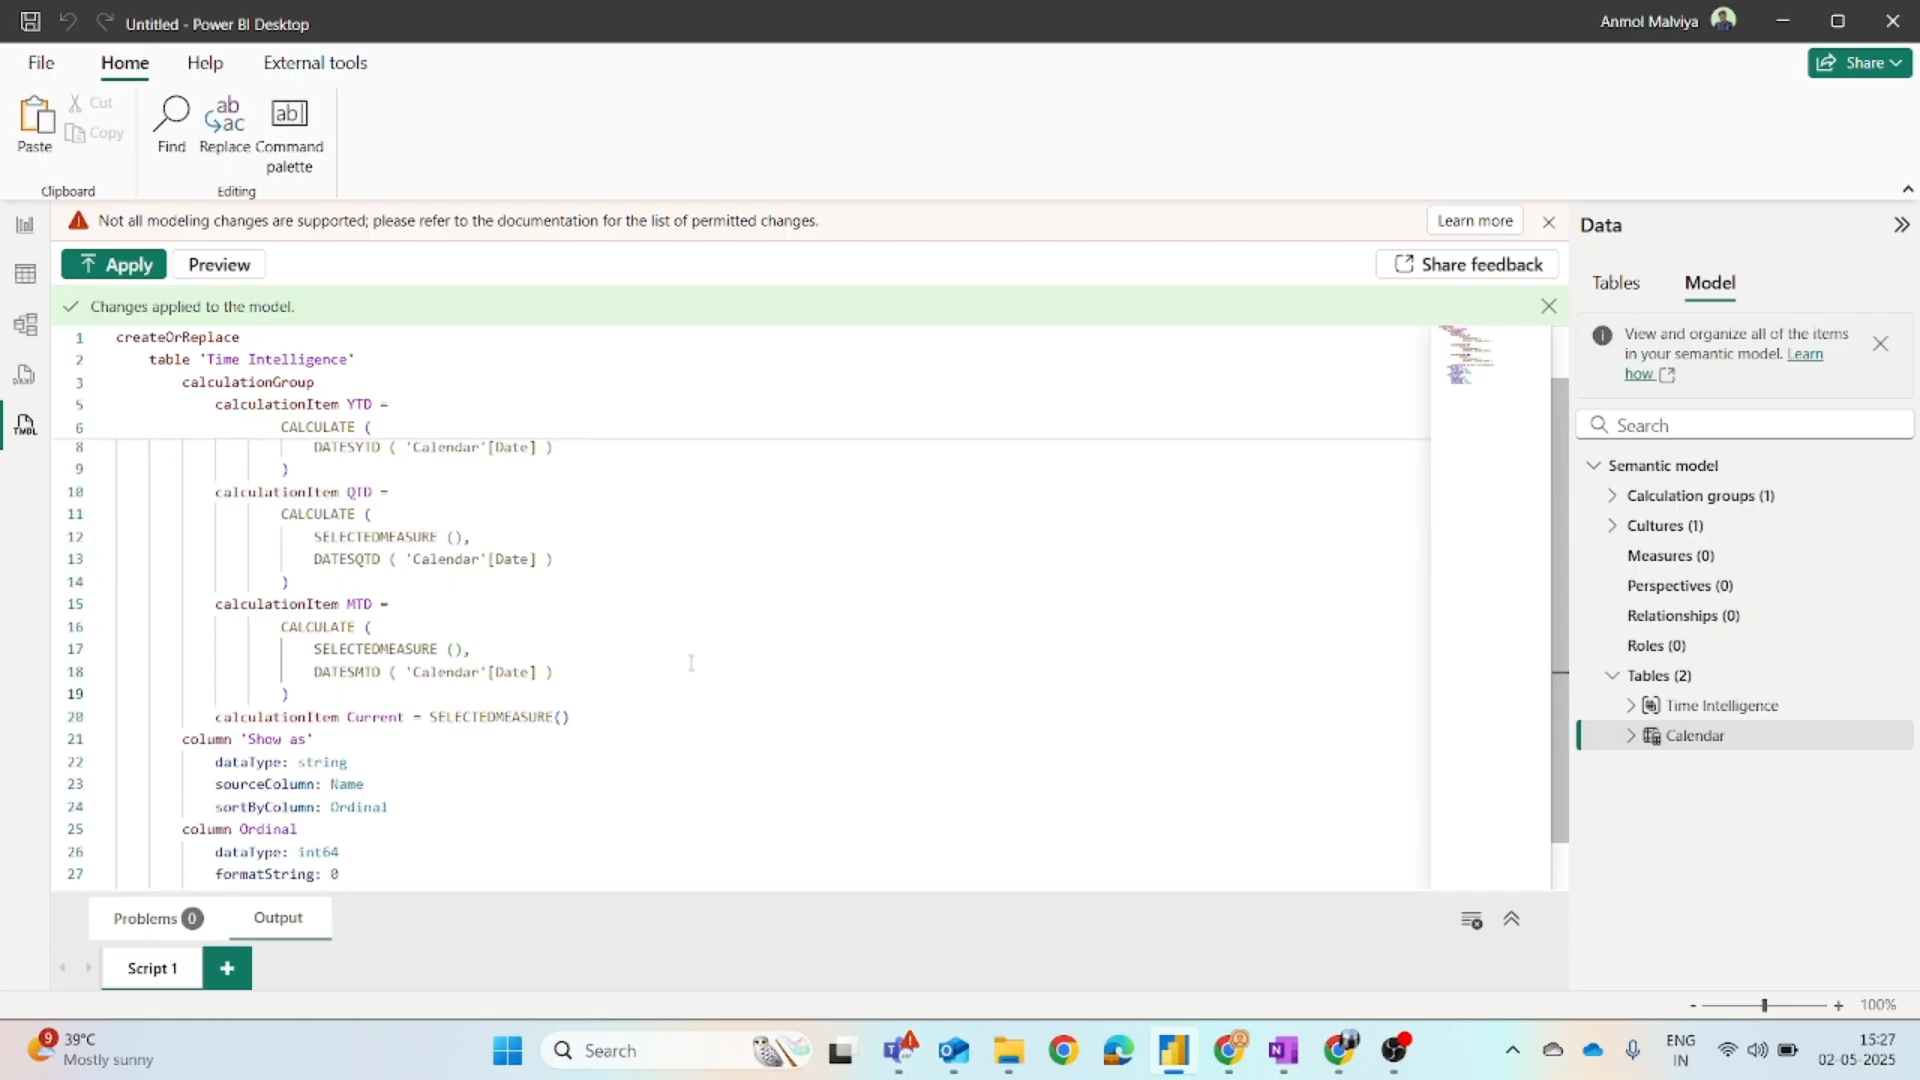 Untitled - Power BI Desktop
Anmol Malviya
File
Home
Help
External tools
Share
Paste
Cut
Copy
Clipboard
ab
ac
ab
Find
Replace
Command
palette
Editing
Not all modeling changes are supported; please refer to the documentation for the list of permitted changes.
Learn more
Apply
Preview
Share feedback
Changes applied to the model.
1 createOrReplace
2 table 'Time Intelligence'
3 calculationGroup
5 calculationItem YTD =
6 CALCULATE (
8 DATESYTD ( 'Calendar'[Date] )
9 )
10 calculationItem QTD =
11 CALCULATE (
12 SELECTEDMEASURE (),
13 DATESQTD ( 'Calendar'[Date] )
14 )
15 calculationItem MTD =
16 CALCULATE (
17 SELECTEDMEASURE (),
18 DATESMTD ( 'Calendar'[Date] )
19 )
20 calculationItem Current = SELECTEDMEASURE()
21 column 'Show as'
22 dataType: string
23 sourceColumn: Name
24 sortByColumn: Ordinal
25 column Ordinal
26 dataType: int64
27 formatString: 0
TMDL
Problems 0
Output
Script 1
Data
Tables
Model
View and organize all of the items
in your semantic model. Learn
how
Search
Semantic model
Calculation groups (1)
Cultures (1)
Measures (0)
Perspectives (0)
Relationships (0)
Roles (0)
Tables (2)
Time Intelligence
Calendar
- + 100%
9
39°C
Mostly sunny
Search
ENG
IN
15:27
02-05-2025